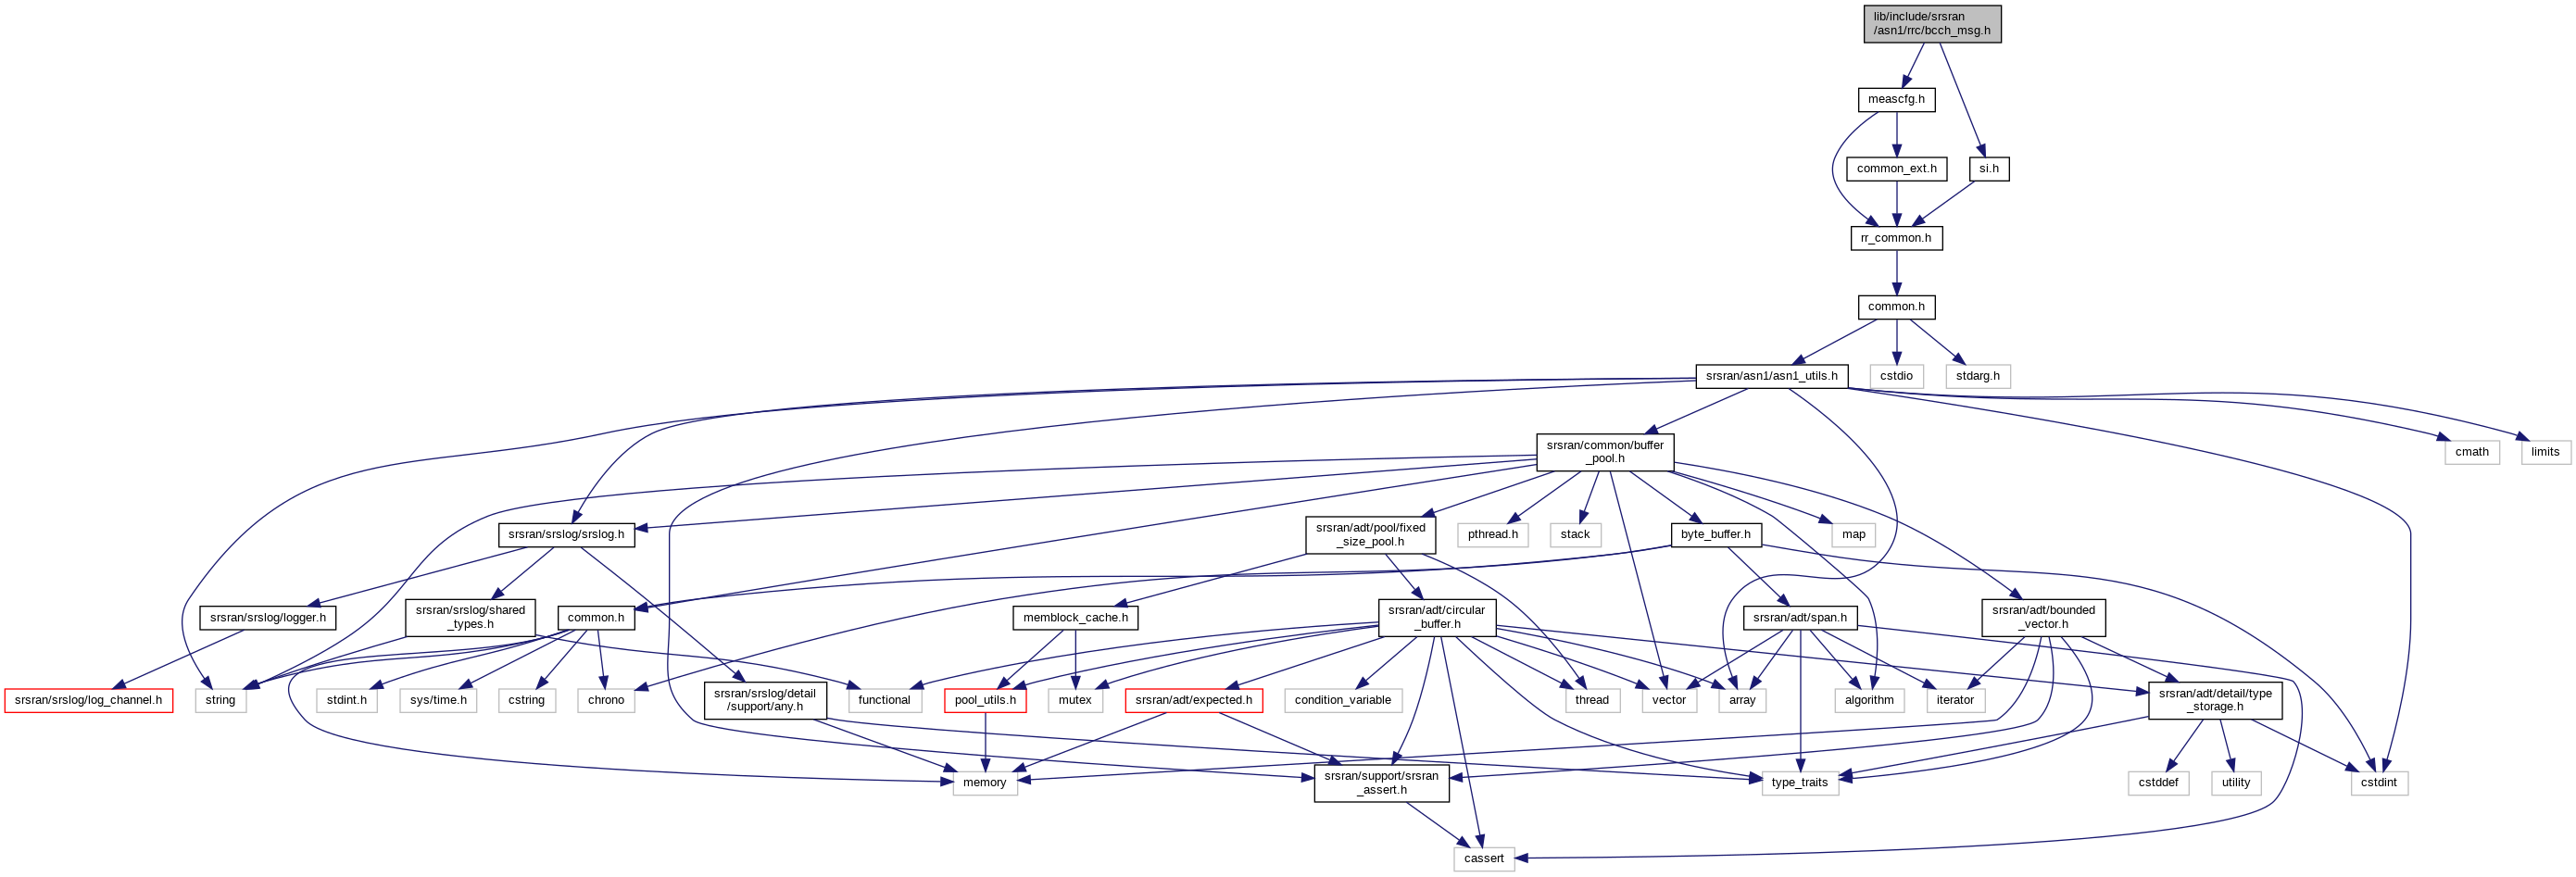 lib/include/srsran
/asn1/rrc/bcch_msg.h
meascfg.h
common_ext.h
si.h
rr_common.h
common.h
srsran/asn1/asn1_utils.h
cstdio
stdarg.h
srsran/common/buffer
_pool.h
cmath
limits
srsran/srslog/srslog.h
srsran/adt/pool/fixed
_size_pool.h
pthread.h
stack
byte_buffer.h
map
srsran/srslog/logger.h
srsran/srslog/shared
_types.h
common.h
memblock_cache.h
srsran/adt/circular
_buffer.h
srsran/adt/span.h
srsran/adt/bounded
_vector.h
srsran/srslog/log_channel.h
string
stdint.h
sys/time.h
cstring
chrono
srsran/srslog/detail
/support/any.h
functional
pool_utils.h
mutex
srsran/adt/expected.h
condition_variable
thread
vector
array
algorithm
iterator
srsran/adt/detail/type
_storage.h
memory
srsran/support/srsran
_assert.h
type_traits
cstddef
utility
cstdint
cassert